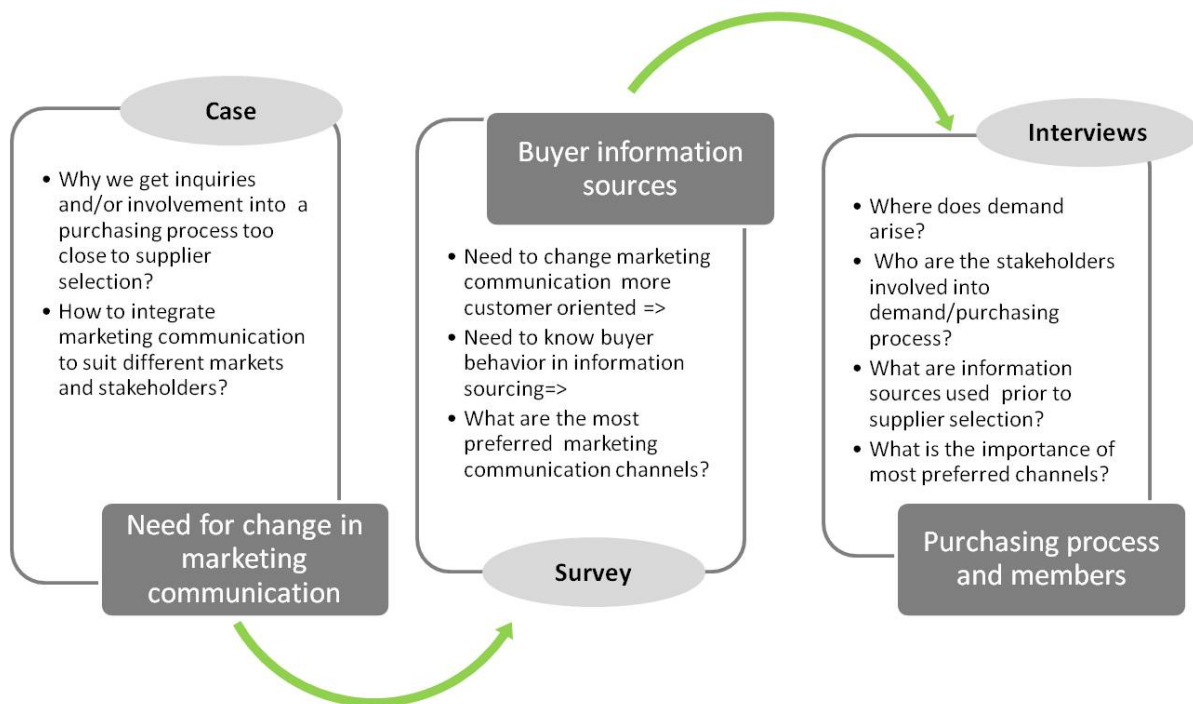 Case
• Why we get inquiries
and/or involvement into a
purchasing process too
close to supplier
selection?
• How to integrate
marketing communication
to suit different markets
and stakeholders?
Need for change in
marketing
communication
Buyer information
sources
• Need to change marketing
communication more
customer oriented =>
• Need to know buyer
behavior in information
sourcing=>
• What are the most
preferred marketing
communication channels?
Survey
Interviews
• Where does demand
arise?
• Who are the stakeholders
involved into
demand/purchasing
process?
• What are information
sources used prior to
supplier selection?
• What is the importance of
most preferred channels?
Purchasing process
and members